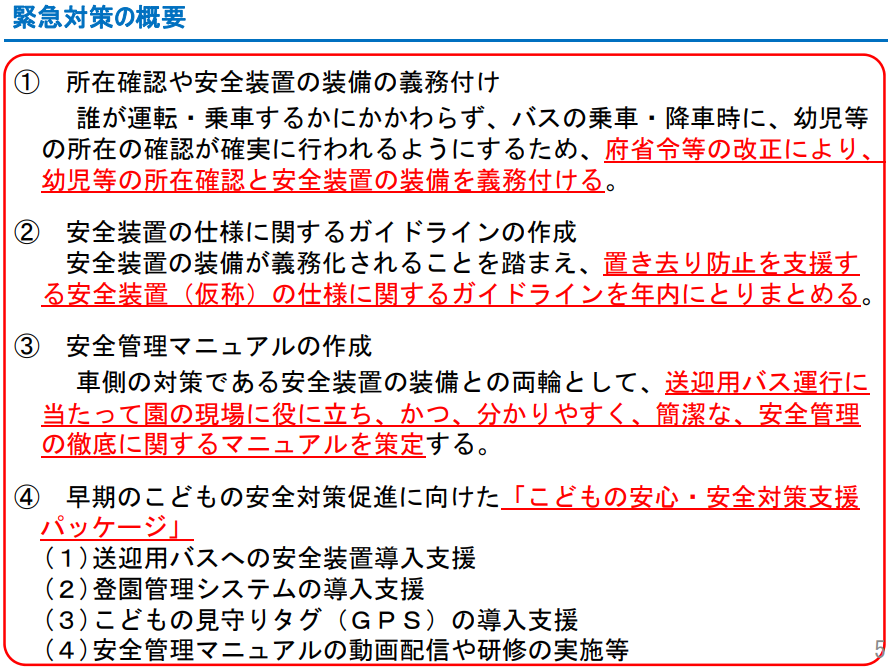 緊急対策の概要
① 所在確認や安全装置の装備の義務付け
誰が運転・乗車するかにかかわらず、バスの乗車・降車時に、幼児等
の所在の確認が確実に行われるようにするため、府省令等の改正により、
幼児等の所在確認と安全装置の装備を義務付ける。
② 安全装置の仕様に関するガイドラインの作成
安全装置の装備が義務化されることを踏まえ、置き去り防止を支援す
る安全装置（仮称）の仕様に関するガイドラインを年内にとりまとめる。
③ 安全管理マニュアルの作成
車側の対策である安全装置の装備との両輪として、送迎用バス運行に
当たって園の現場に役に立ち、かつ、分かりやすく、簡潔な、安全管理
の徹底に関するマニュアルを策定する。
④ 早期のこどもの安全対策促進に向けた「こどもの安心・安全対策支援
パッケージ」
(１)送迎用バスへの安全装置導入支援
(２)登園管理システムの導入支援
(３)こどもの見守りタグ（ＧＰＳ）の導入支援
(４)安全管理マニュアルの動画配信や研修の実施等
5